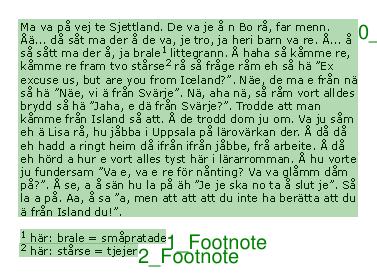 Ma va på vej te Sjettland. De va je å n Bo rå, far menn.
Åä... då såt ma der å de va, je tro, ja heri barn va re. Å... å
så sått ma der å, ja brale¹ littegrann. Å haha så kåmme re,
kåmme re fram tvo stårse² rå så fråge råm eh så hä "Ex
excuse us, but are you from Iceland?". Näe, de ma e från nä
så hä "Näe, vi ä från Svärje". Nä, aha nä, så råm vort alldes
brydd så hä "Jaha, e dä från Svärje?". Trodde att man
kåmme från Island så att. Å de trodd dom ju om. Va ju såm
eh ä Lisa rå, hu jåbba i Uppsala på lärovärkan der. Å då då
eh hadd a ringt heim då ifrån ifrån jåbbe, frå arbete. Å då
eh hörd a hur e vort alles tyst här i lärarromman. Å hu vorte
ju fundersam "Va e, va e re för nånting? Va va glåmm dåm
på?". Å se, a å sän hu la på äh "Je je ska no ta å slut je". Så
la a på. Aa, å sa "a, men att att att du inte ha berätta att du
ä från Island du!".
¹ här: brale = småpratade
² här: stårse = tjejer
0_
1_Footnote
2_Footnote